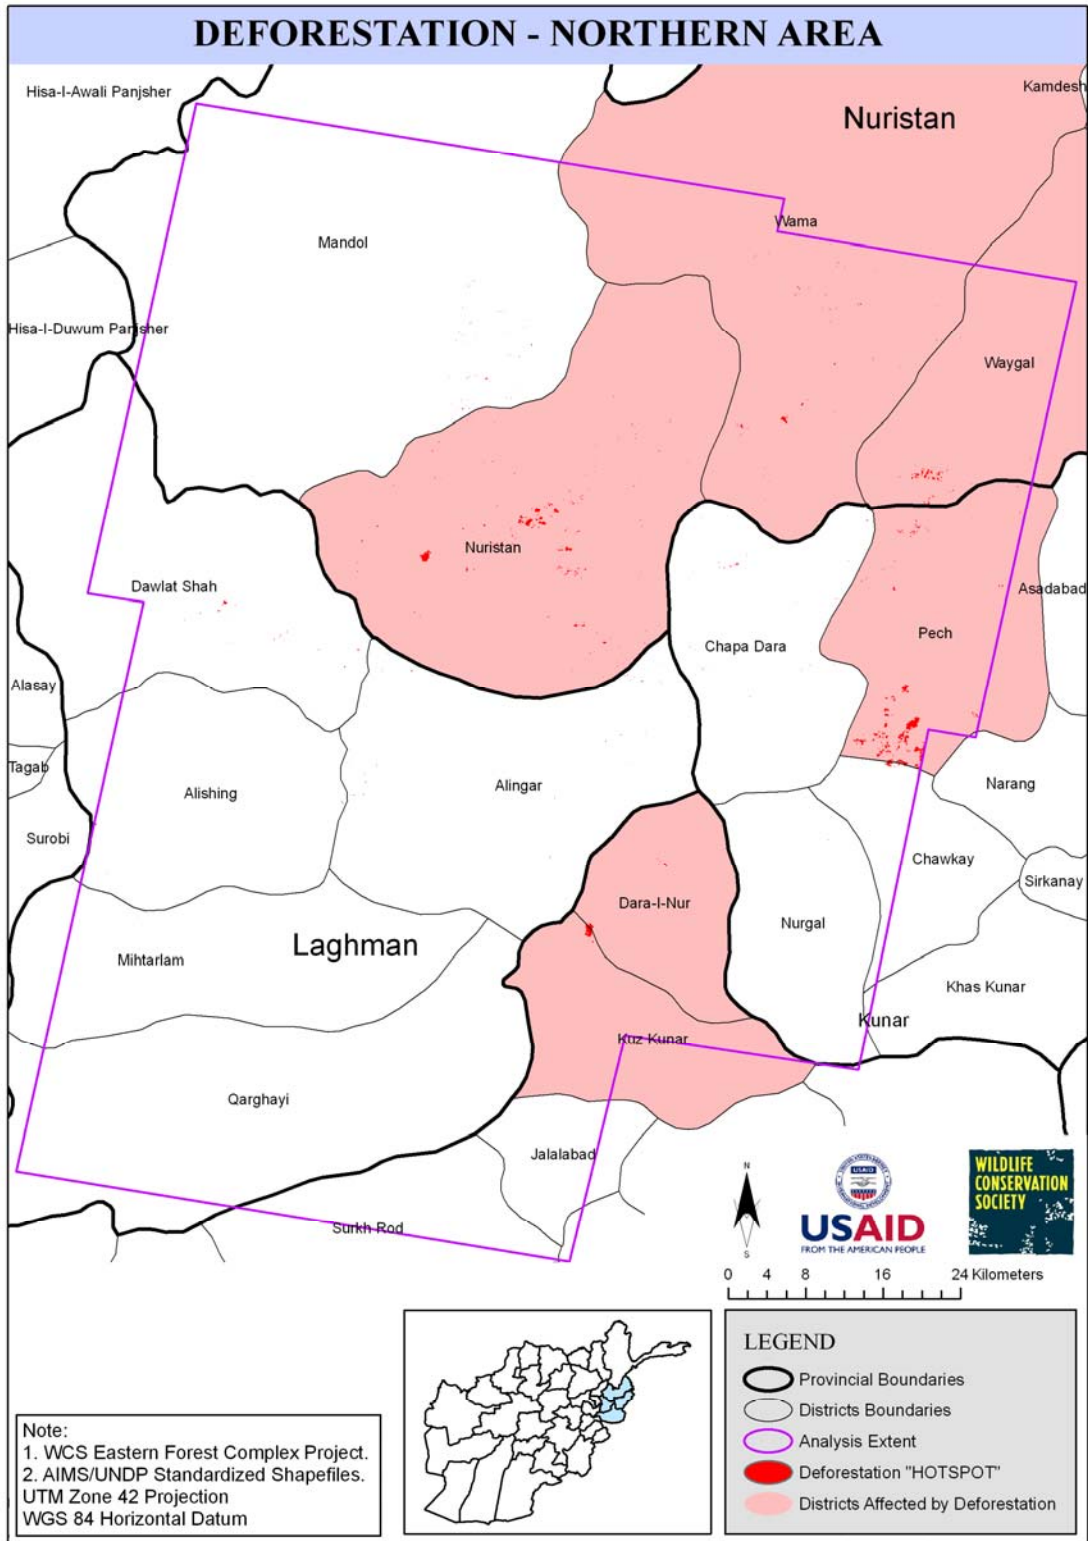 DEFORESTATION - NORTHERN AREA
Hisa-I-Awali Panjsher
Kamdesh
Nuristan
Wama
Mandol
Hisa-I-Duwum Panjsher
Waygal
Nuristan
Dawlat Shah
Asadabad
Pech
Chapa Dara
Alasay
Tagab
Alishing
Alingar
Narang
Surobi
Chawkay
Sirkanay
Dara-I-Nur
Nurgal
Laghman
Mihtarlam
Khas Kunar
Kunar
Kuz Kunar
Qarghayi
Jalalabad
Surkh Rod
N
S
USAID
USAID
FROM THE AMERICAN PEOPLE
WILDLIFE
CONSERVATION
SOCIETY
0 4 8 16 24 Kilometers
LEGEND
Provincial Boundaries
Districts Boundaries
Analysis Extent
Deforestation "HOTSPOT"
Districts Affected by Deforestation
Note:
1. WCS Eastern Forest Complex Project.
2. AIMS/UNDP Standardized Shapefiles.
UTM Zone 42 Projection
WGS 84 Horizontal Datum